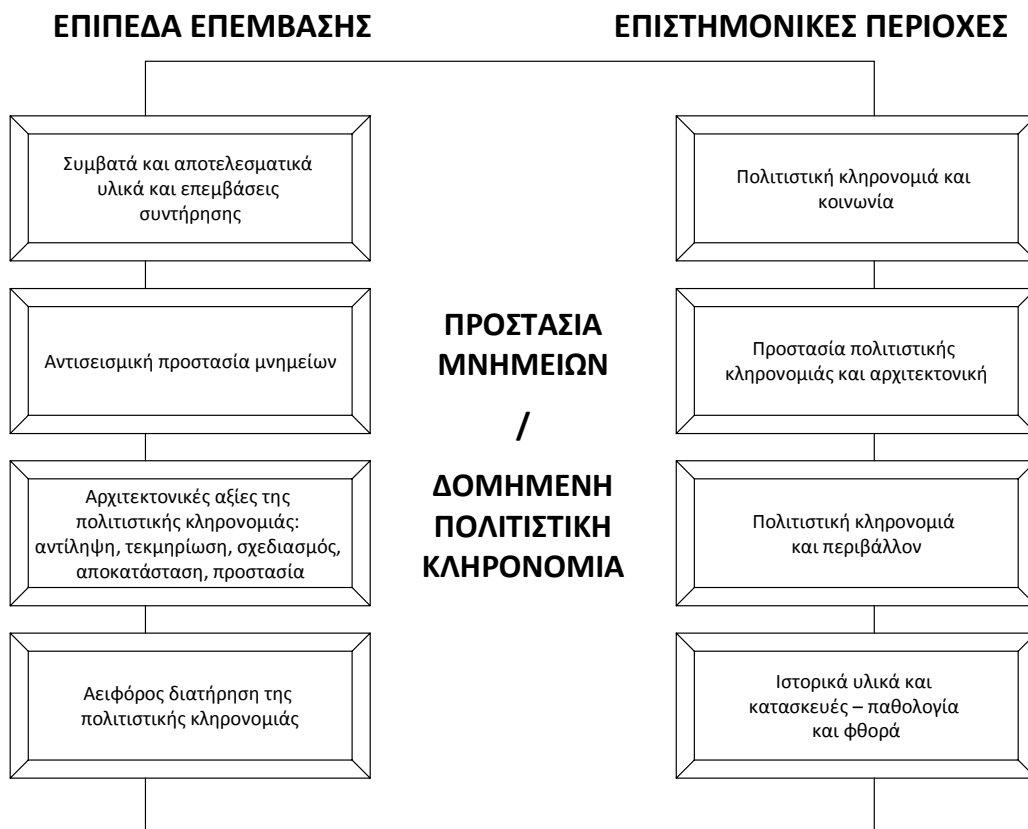 ΕΠΙΠΕΔΑ ΕΠΕΜΒΑΣΗΣ
ΕΠΙΣΤΗΜΟΝΙΚΕΣ ΠΕΡΙΟΧΕΣ
Συμβατά και αποτελεσματικά
υλικά και επεμβάσεις
συντήρησης
Πολιτιστική κληρονομιά και
κοινωνία
Αντισεισμική προστασία μνημείων
ΠΡΟΣΤΑΣΙΑ
ΜΝΗΜΕΙΩΝ
/
ΔΟΜΗΜΕΝΗ
ΠΟΛΙΤΙΣΤΙΚΗ
ΚΛΗΡΟΝΟΜΙΑ
Προστασία πολιτιστικής
κληρονομιάς και αρχιτεκτονική
Αρχιτεκτονικές αξίες της
πολιτιστικής κληρονομιάς:
αντίληψη, τεκμηρίωση, σχεδιασμός,
αποκατάσταση, προστασία
Πολιτιστική κληρονομιά
και περιβάλλον
Αειφόρος διατήρηση της
πολιτιστικής κληρονομιάς
Ιστορικά υλικά και
κατασκευές – παθολογία
και φθορά